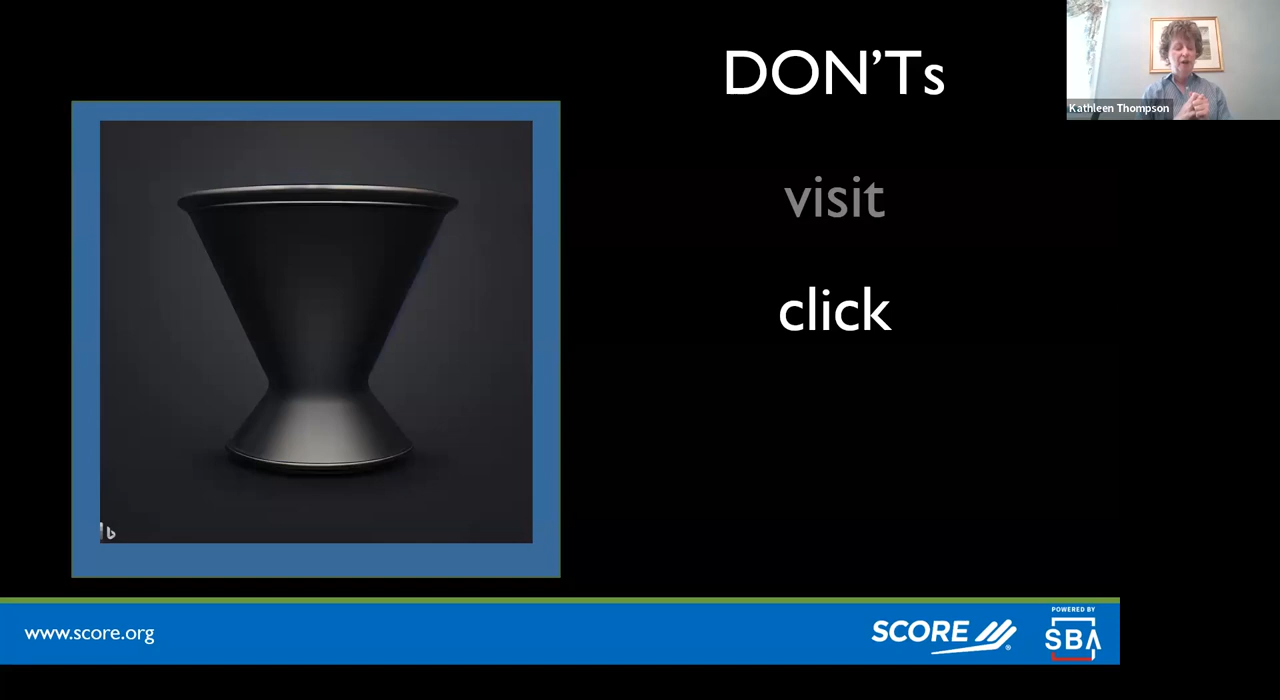 DON'Ts
Kathleen Thompson
visit
click
b
www.score.org
SCORE
®
POWERED BY
SBA